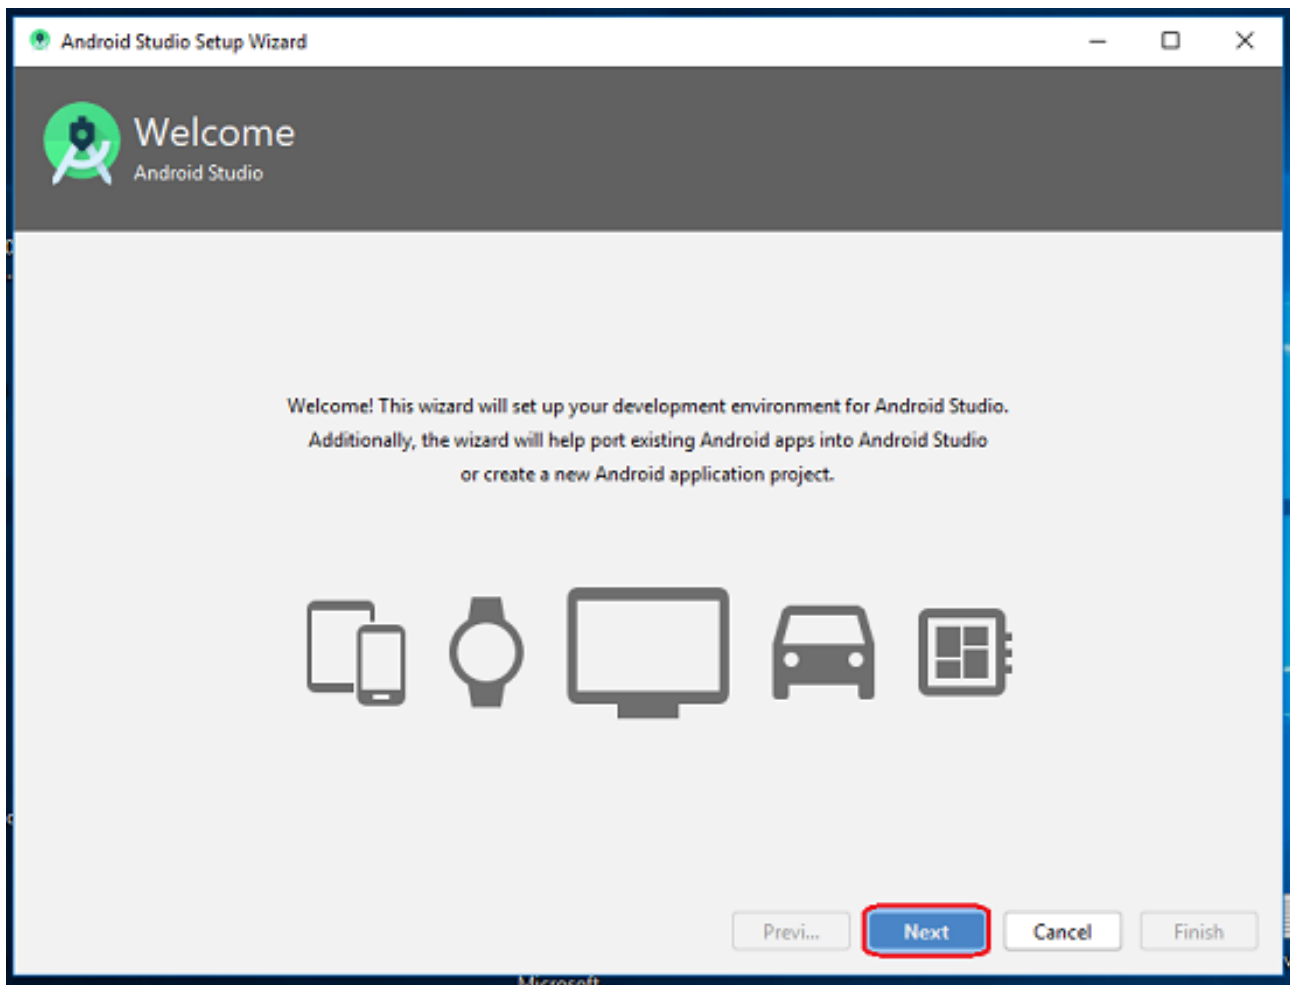 Android Studio Setup Wizard
Welcome
Android Studio
Welcome! This wizard will set up your development environment for Android Studio.
Additionally, the wizard will help port existing Android apps into Android Studio
or create a new Android application project.
Previ... Next Cancel Finish
Microsoft